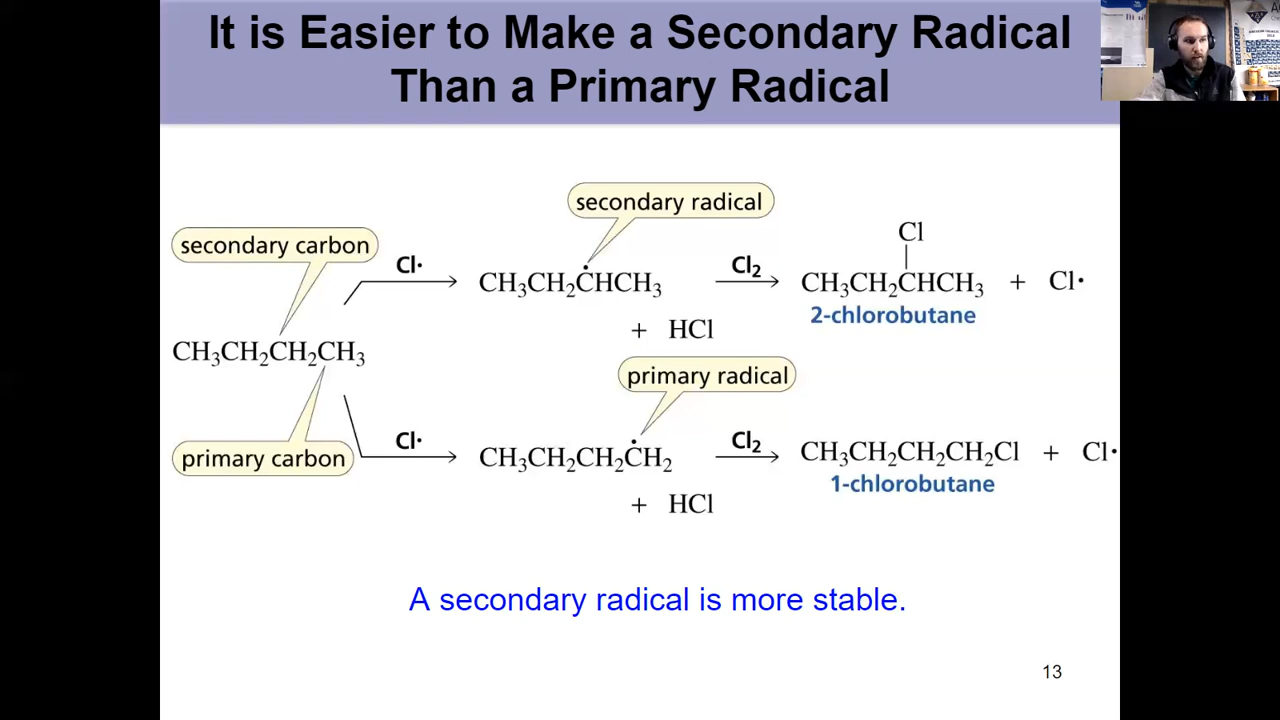 It is Easier to Make a Secondary Radical
Than a Primary Radical
secondary radical
secondary carbon
Cl
Cl·
CH₃CH₂ĊHCH₃
Cl₂
CH₃CH₂CHCH₃ + Cl·
2-chlorobutane
+ HCl
CH₃CH₂CH₂CH₃
primary radical
primary carbon
Cl·
CH₃CH₂CH₂ĊH₂
Cl₂
CH₃CH₂CH₂CH₂Cl + Cl·
1-chlorobutane
+ HCl
A secondary radical is more stable.
13